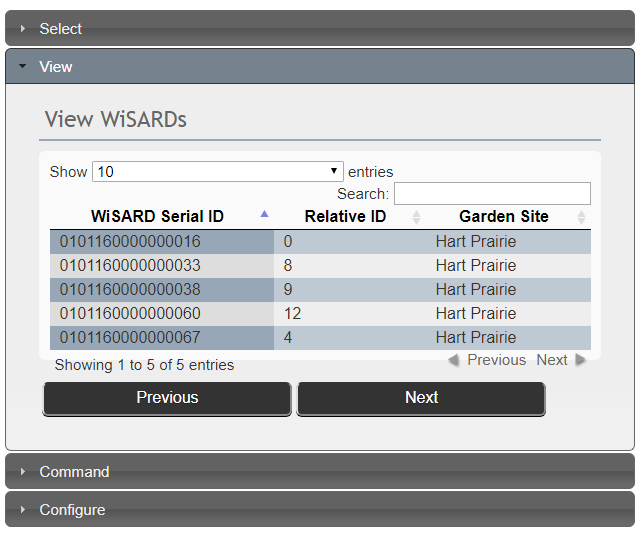 Select
View
View WiSARDs
Show 10 entries
Search:
WiSARD Serial ID Relative ID Garden Site
0101160000000016 0 Hart Prairie
0101160000000033 8 Hart Prairie
0101160000000038 9 Hart Prairie
0101160000000060 12 Hart Prairie
0101160000000067 4 Hart Prairie
Showing 1 to 5 of 5 entries Previous Next
Previous Next
Command
Configure